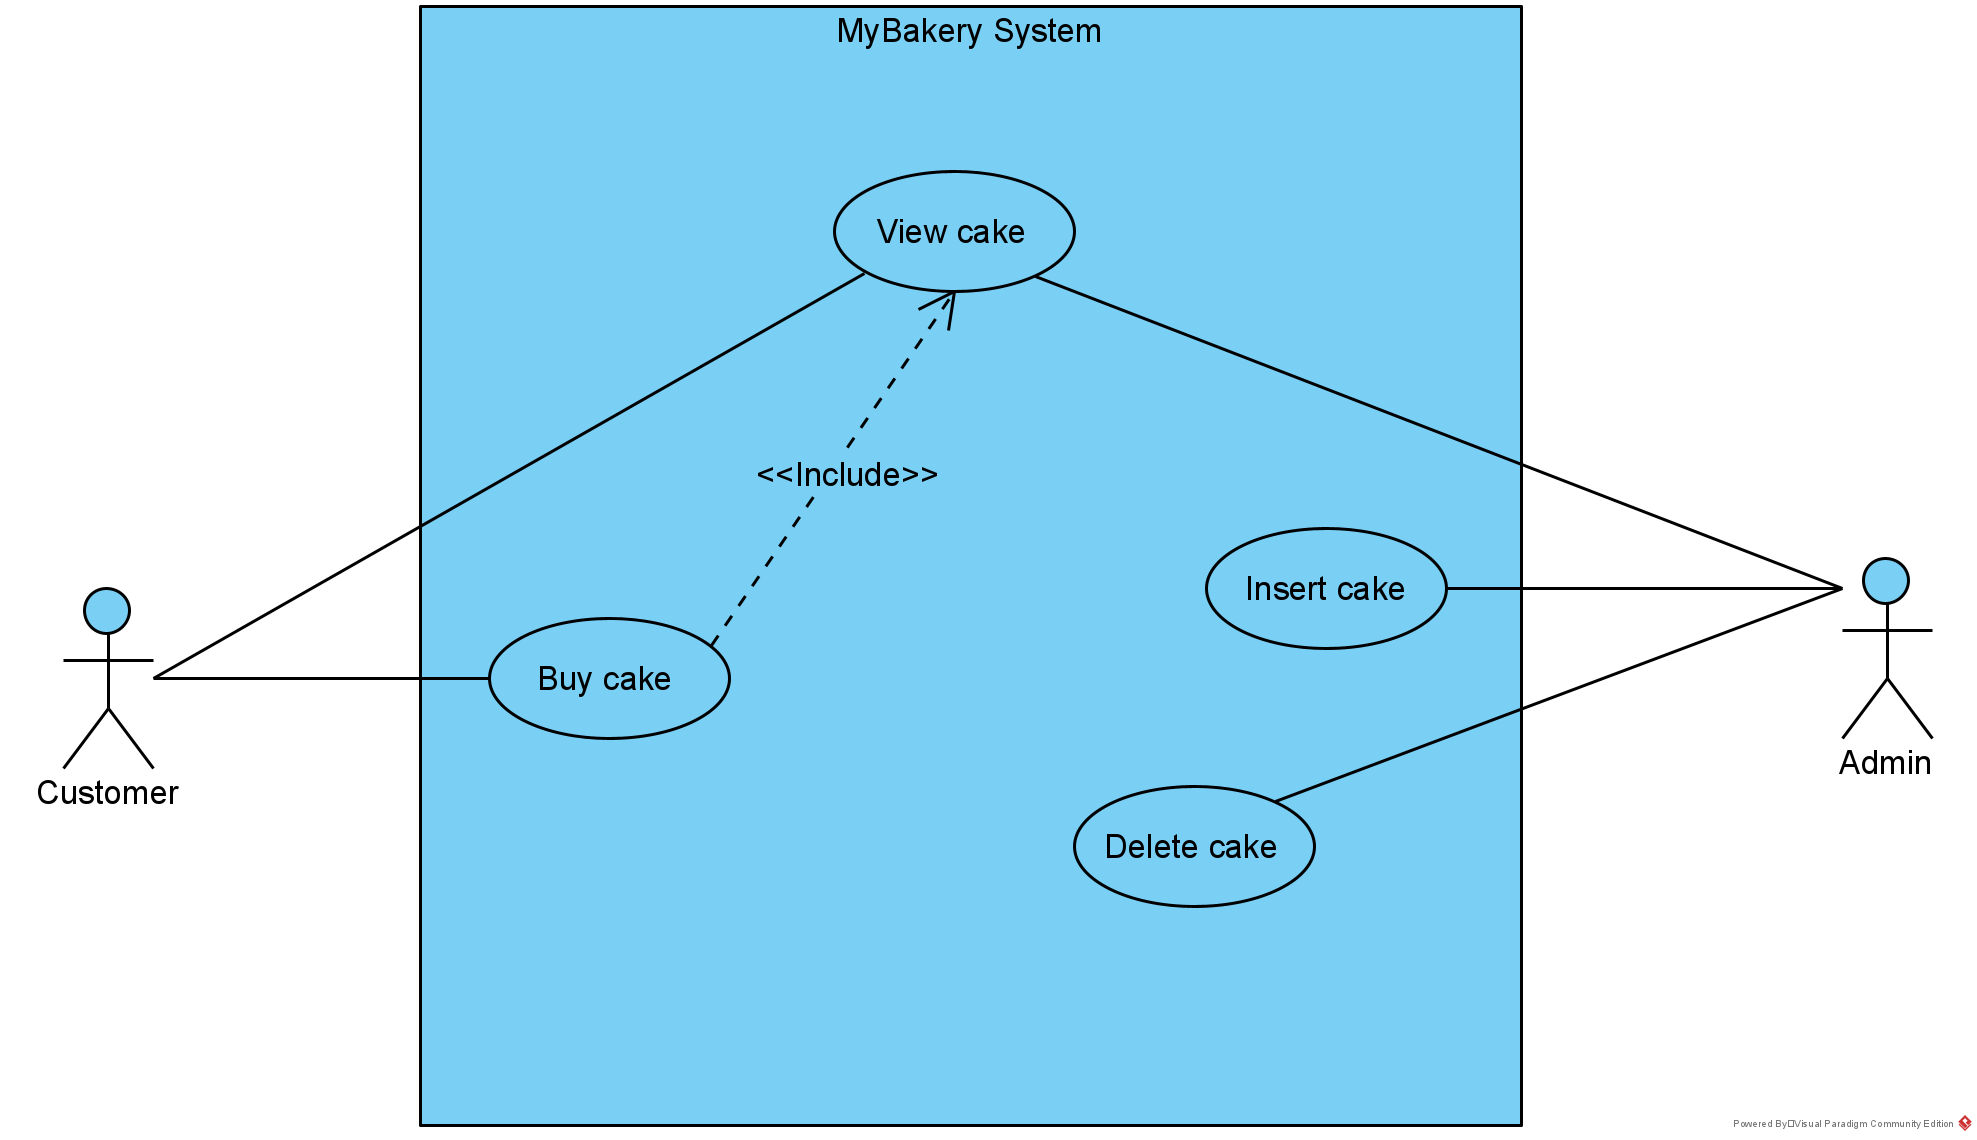 MyBakery System
View cake
<<Include>>
Insert cake
Buy cake
Customer
Admin
Delete cake
Powered By Visual Paradigm Community Edition